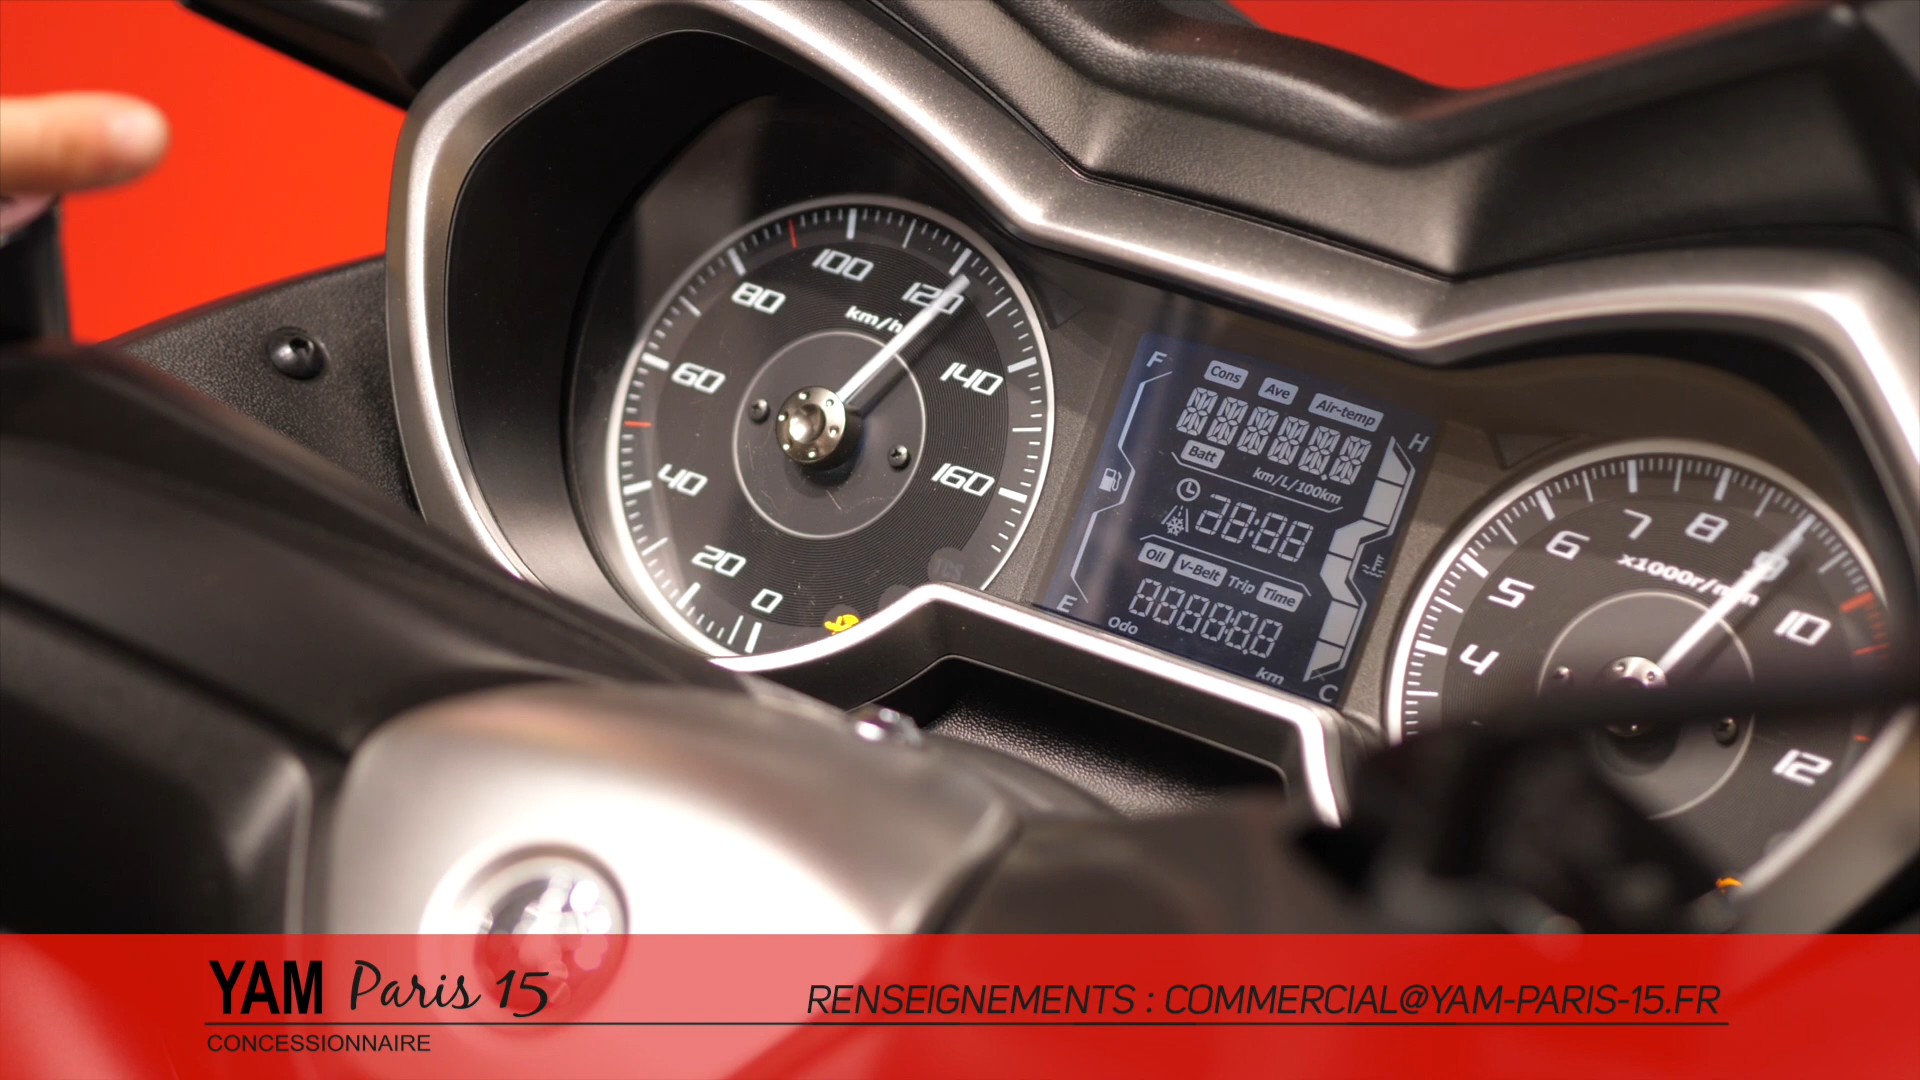 100
80
120
km/h
60
140
40
160
20
0
TCS
F
Cons
Ave
Air-temp
H
Batt
km/L/100km
88:88
Oil
V-Belt
Trip
Time
E
888888
Odo
km
C
7
8
6
9
x1000r/min
5
10
4
12
YAM Paris 15
CONCESSIONNAIRE
RENSEIGNEMENTS : COMMERCIAL@YAM-PARIS-15.FR